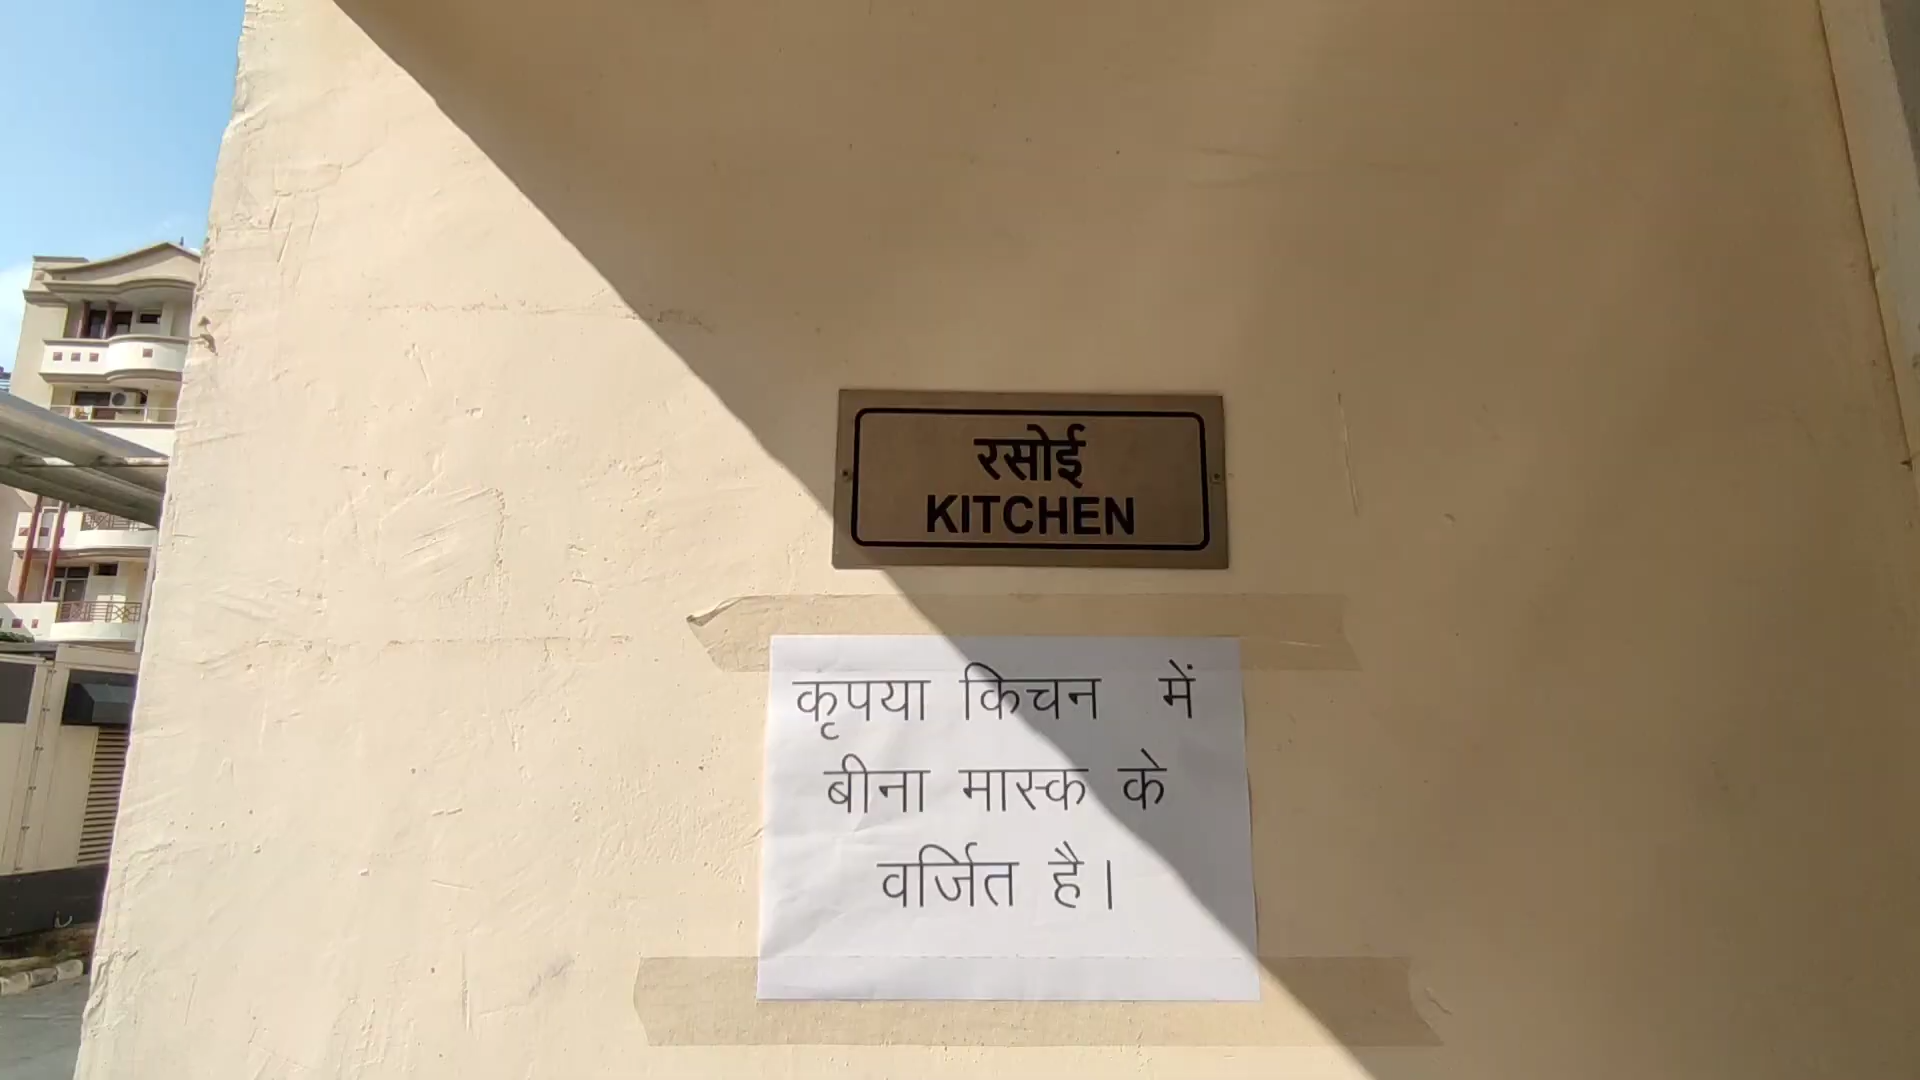 रसोई
KITCHEN
कृपया किचन में
बीना मास्क के
वर्जित है।